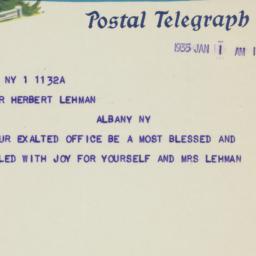 Postal Telegraph
1935 JAN 1 AM 1
NY 1 1132A
R HERBERT LEHMAN
ALBANY NY
UR EXALTED OFFICE BE A MOST BLESSED AND
LED WITH JOY FOR YOURSELF AND MRS LEHMAN